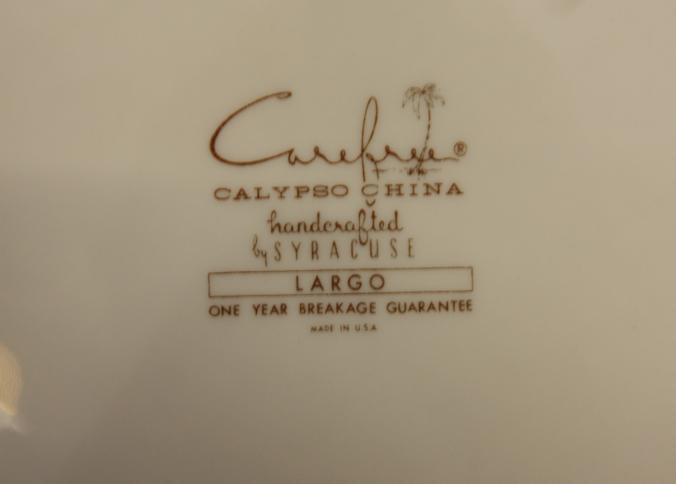 Carefree®
CALYPSO CHINA
handcrafted
by SYRACUSE
LARGO
ONE YEAR BREAKAGE GUARANTEE
MADE IN U.S.A